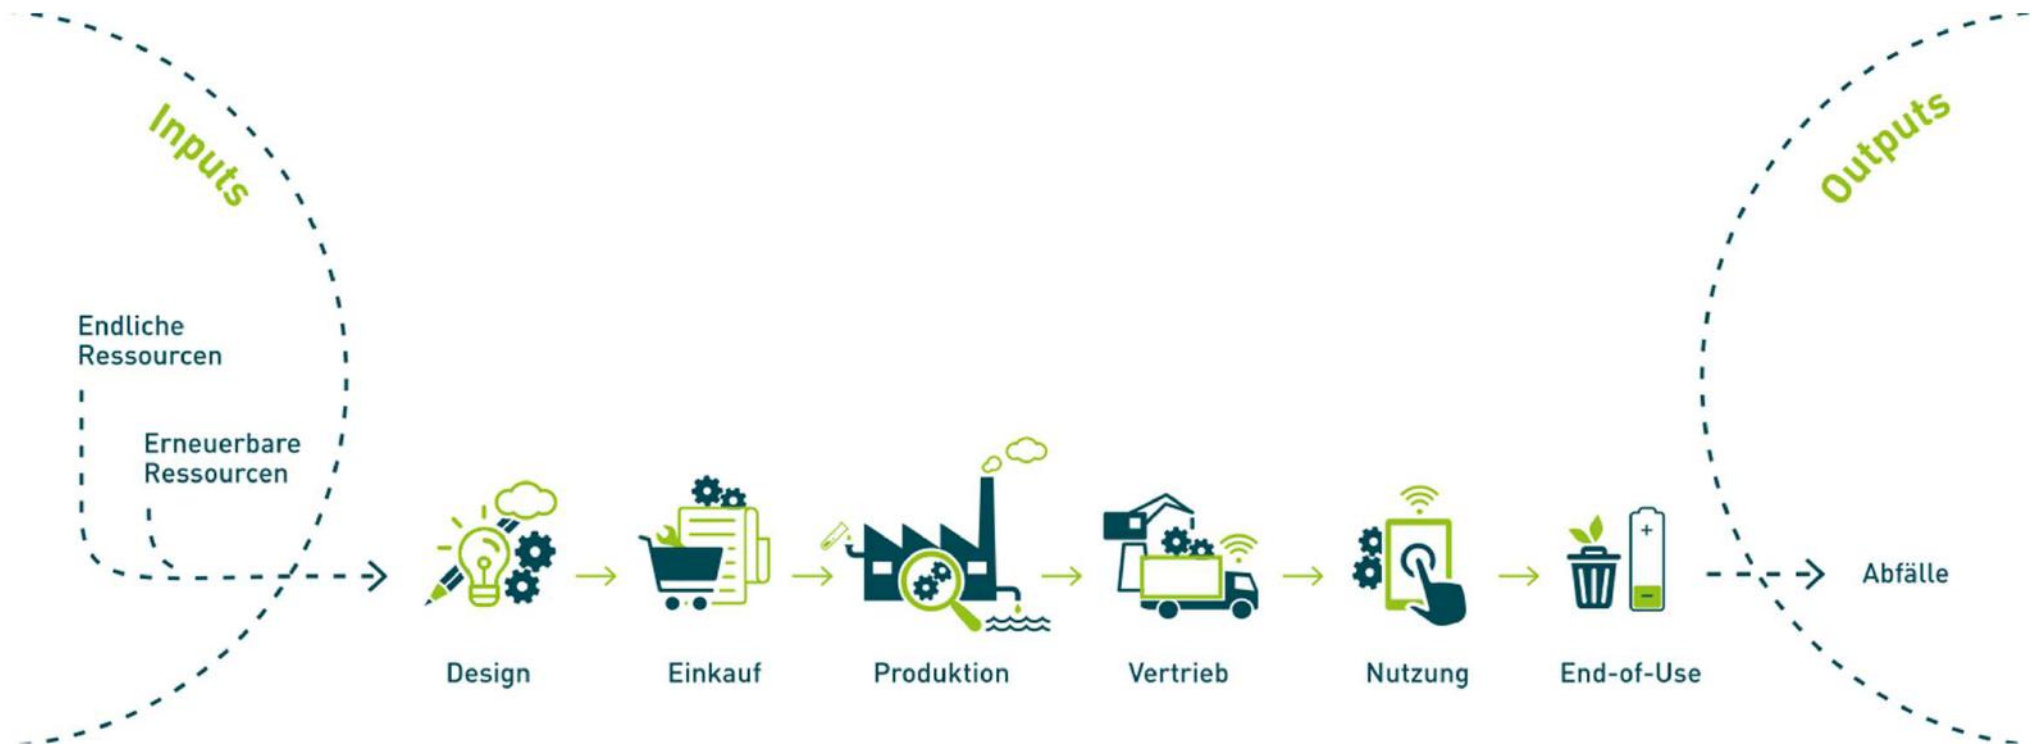 Inputs
Outputs
Endliche
Ressourcen
Erneuerbare
Ressourcen
+
-
Abfälle
Design
Einkauf
Produktion
Vertrieb
Nutzung
End-of-Use